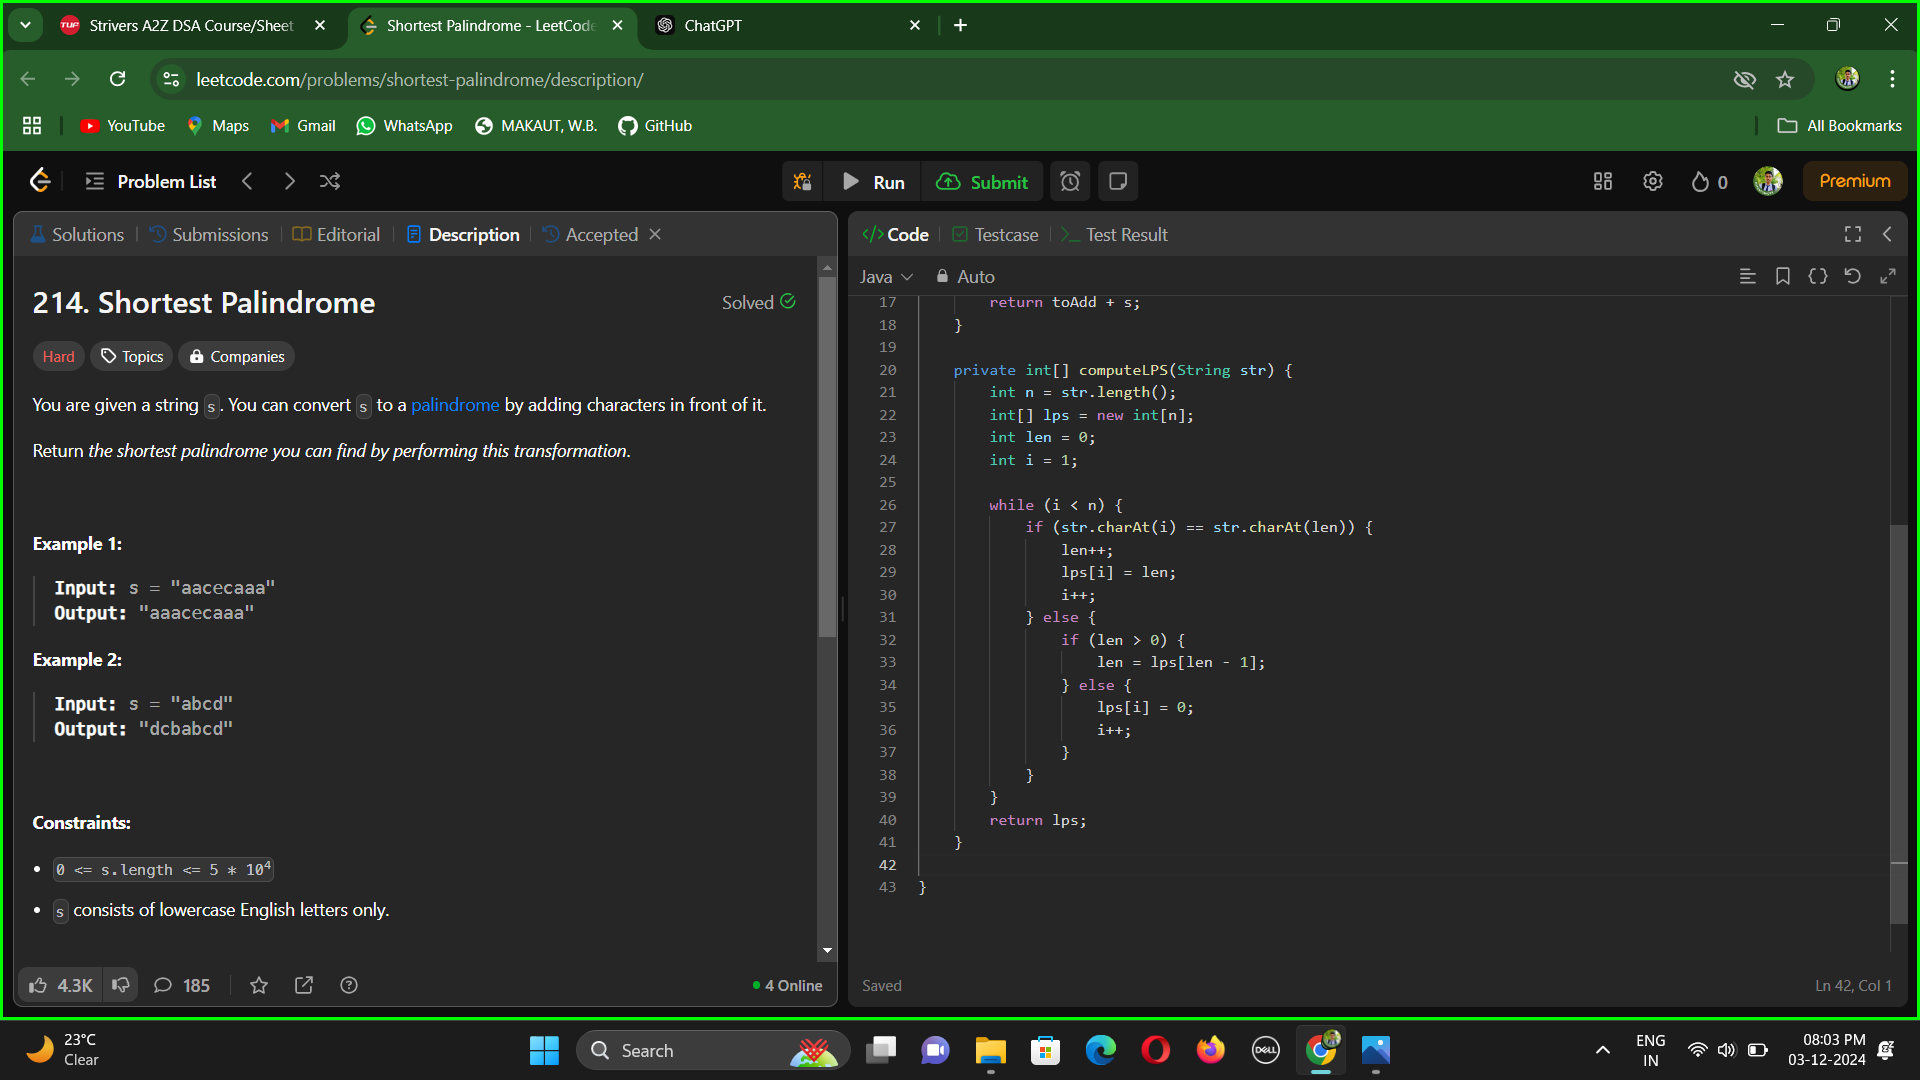 Strivers A2Z DSA Course/Sheet
Shortest Palindrome - LeetCode
ChatGPT
leetcode.com/problems/shortest-palindrome/description/
YouTube
Maps
Gmail
WhatsApp
MAKAUT, W.B.
GitHub
All Bookmarks
Problem List
Run
Submit
0
Premium
Solutions
Submissions
Editorial
Description
Accepted
</> Code
Testcase
Test Result
Java
Auto
214. Shortest Palindrome
Solved
Hard
Topics
Companies
You are given a string s. You can convert s to a palindrome by adding characters in front of it.
Return the shortest palindrome you can find by performing this transformation.
Example 1:
Input: s = "aacecaaa"
Output: "aaacecaaa"
Example 2:
Input: s = "abcd"
Output: "dcbabcd"
Constraints:
• 0 <= s.length <= 5 * 10⁴
• s consists of lowercase English letters only.
4.3K
185
4 Online
17 return toAdd + s;
18 }
19
20 private int[] computeLPS(String str) {
21 int n = str.length();
22 int[] lps = new int[n];
23 int len = 0;
24 int i = 1;
25
26 while (i < n) {
27 if (str.charAt(i) == str.charAt(len)) {
28 len++;
29 lps[i] = len;
30 i++;
31 } else {
32 if (len > 0) {
33 len = lps[len - 1];
34 } else {
35 lps[i] = 0;
36 i++;
37 }
38 }
39 }
40 return lps;
41 }
42
43 }
Saved
Ln 42, Col 1
23°C
Clear
Search
DELL
ENG
IN
08:03 PM
03-12-2024